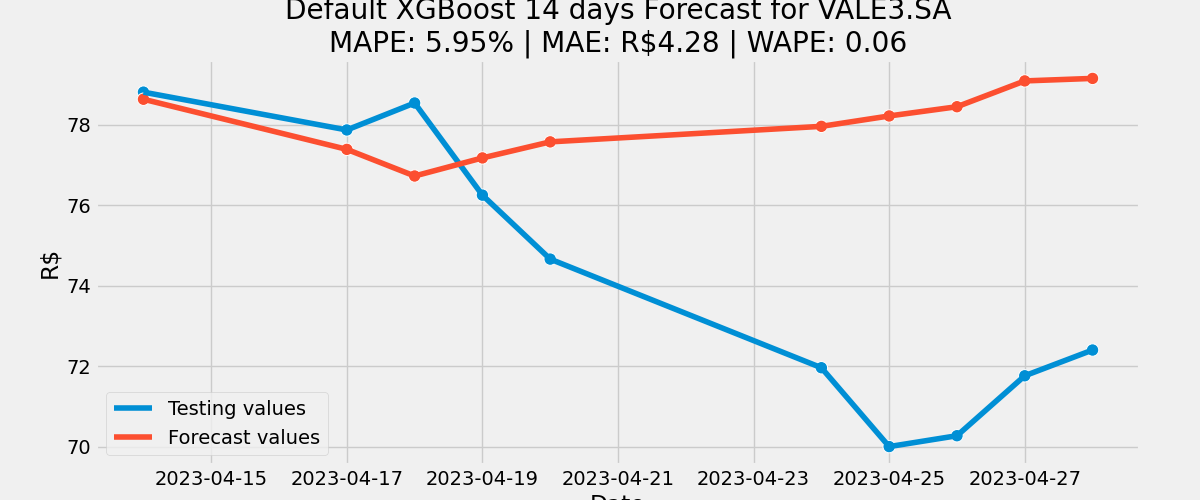 Default XGBoost 14 days Forecast for VALE3.SA
MAPE: 5.95% | MAE: R$4.28 | WAPE: 0.06
R$
78
76
74
72
70
Testing values
Forecast values
2023-04-15 2023-04-17 2023-04-19 2023-04-21 2023-04-23 2023-04-25 2023-04-27
Date